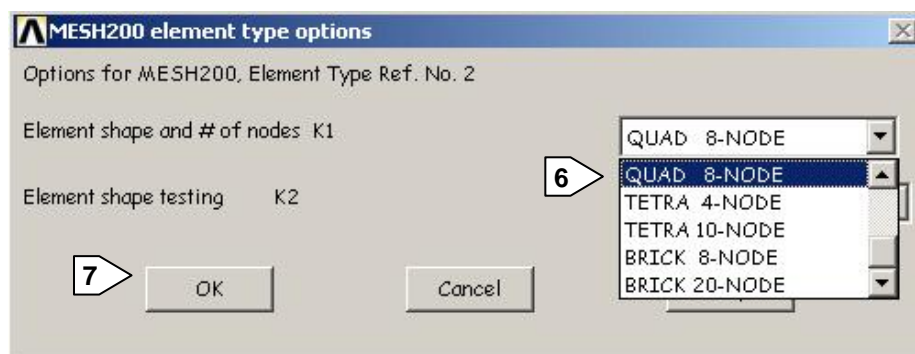 MESH200 element type options
Options for MESH200, Element Type Ref. No. 2
Element shape and # of nodes K1
QUAD 8-NODE
6
QUAD 8-NODE
TETRA 4-NODE
TETRA 10-NODE
BRICK 8-NODE
BRICK 20-NODE
Element shape testing K2
7
OK
Cancel